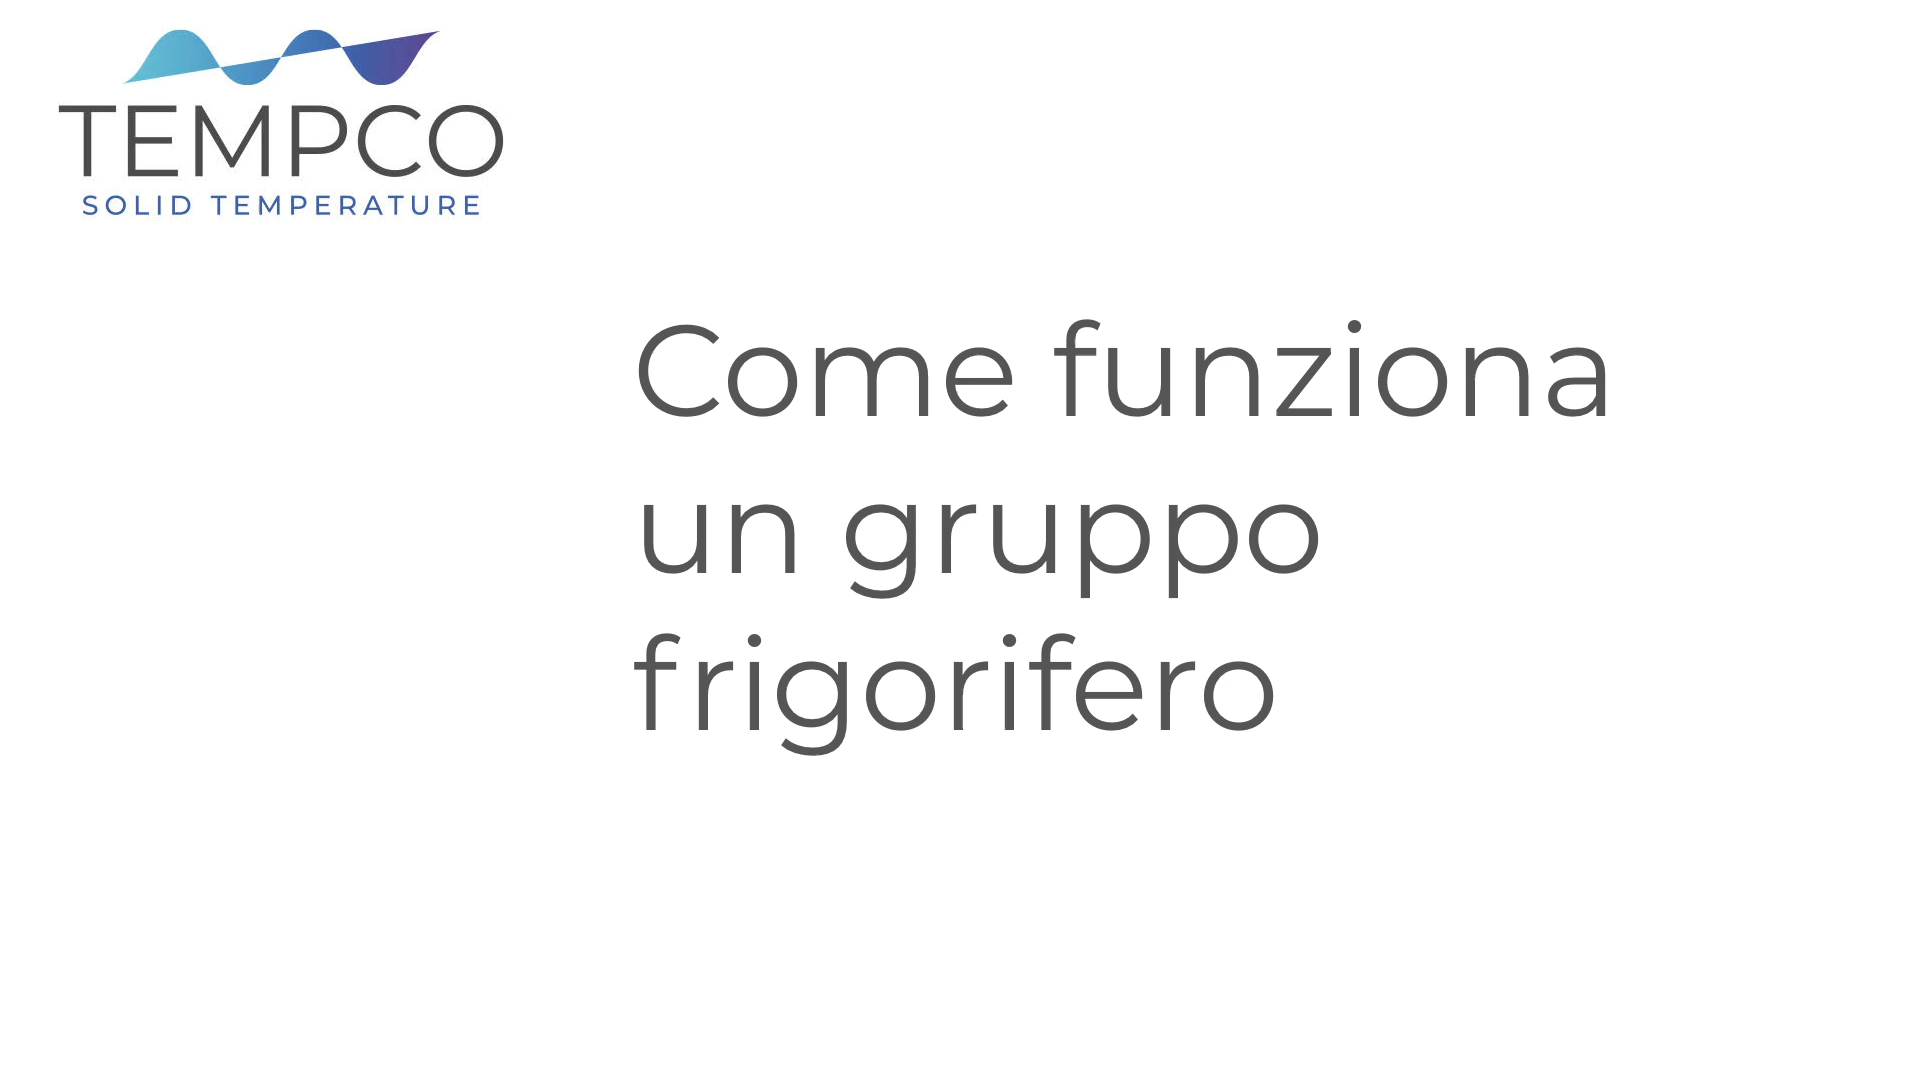 TEMPCO
SOLID TEMPERATURE
Come funziona
un gruppo
frigorifero